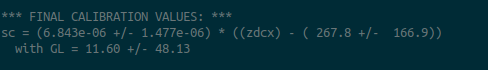 *** FINAL CALIBRATION VALUES: ***
sc = (6.843e-06 +/- 1.477e-06) * ((zdcx) - ( 267.8 +/-  166.9))
  with GL = 11.60 +/- 48.13